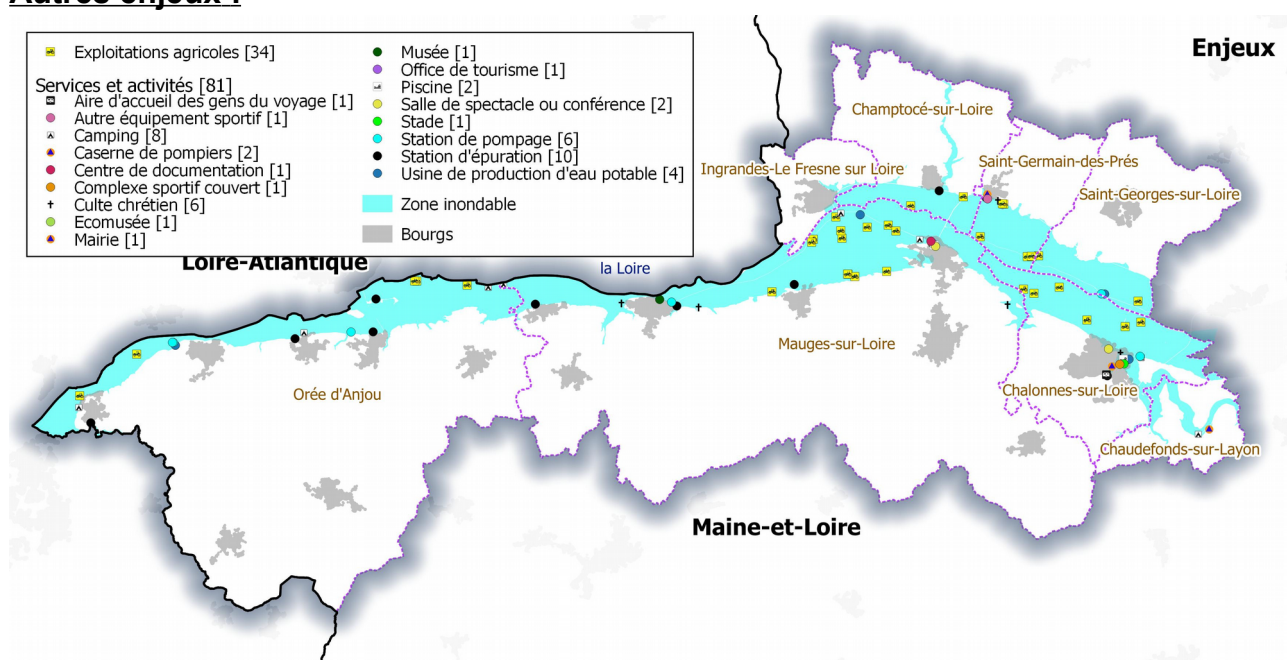 Autres enjeux :
Enjeux
Exploitations agricoles [34]
Services et activités [81]
Aire d'accueil des gens du voyage [1]
Autre équipement sportif [1]
Camping [8]
Caserne de pompiers [2]
Centre de documentation [1]
Complexe sportif couvert [1]
Culte chrétien [6]
Ecomusée [1]
Mairie [1]
Musée [1]
Office de tourisme [1]
Piscine [2]
Salle de spectacle ou conférence [2]
Stade [1]
Station de pompage [6]
Station d'épuration [10]
Usine de production d'eau potable [4]
Zone inondable
Bourgs
Champtocé-sur-Loire
Ingrandes-Le Fresne sur Loire
Saint-Germain-des-Prés
Saint-Georges-sur-Loire
Loire-Atlantique
la Loire
Mauges-sur-Loire
Orée d'Anjou
Chalonnes-sur-Loire
Chaudefonds-sur-Layon
Maine-et-Loire